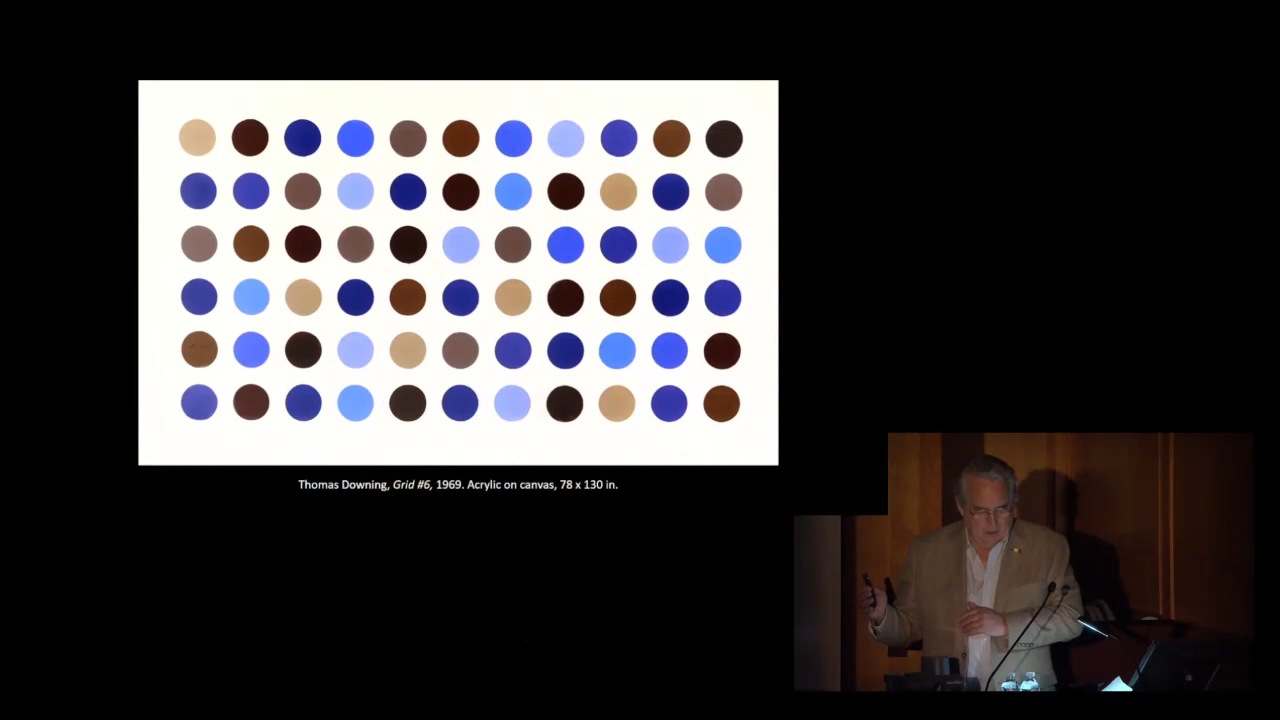 Thomas Downing, Grid #6, 1969. Acrylic on canvas, 78 x 130 in.